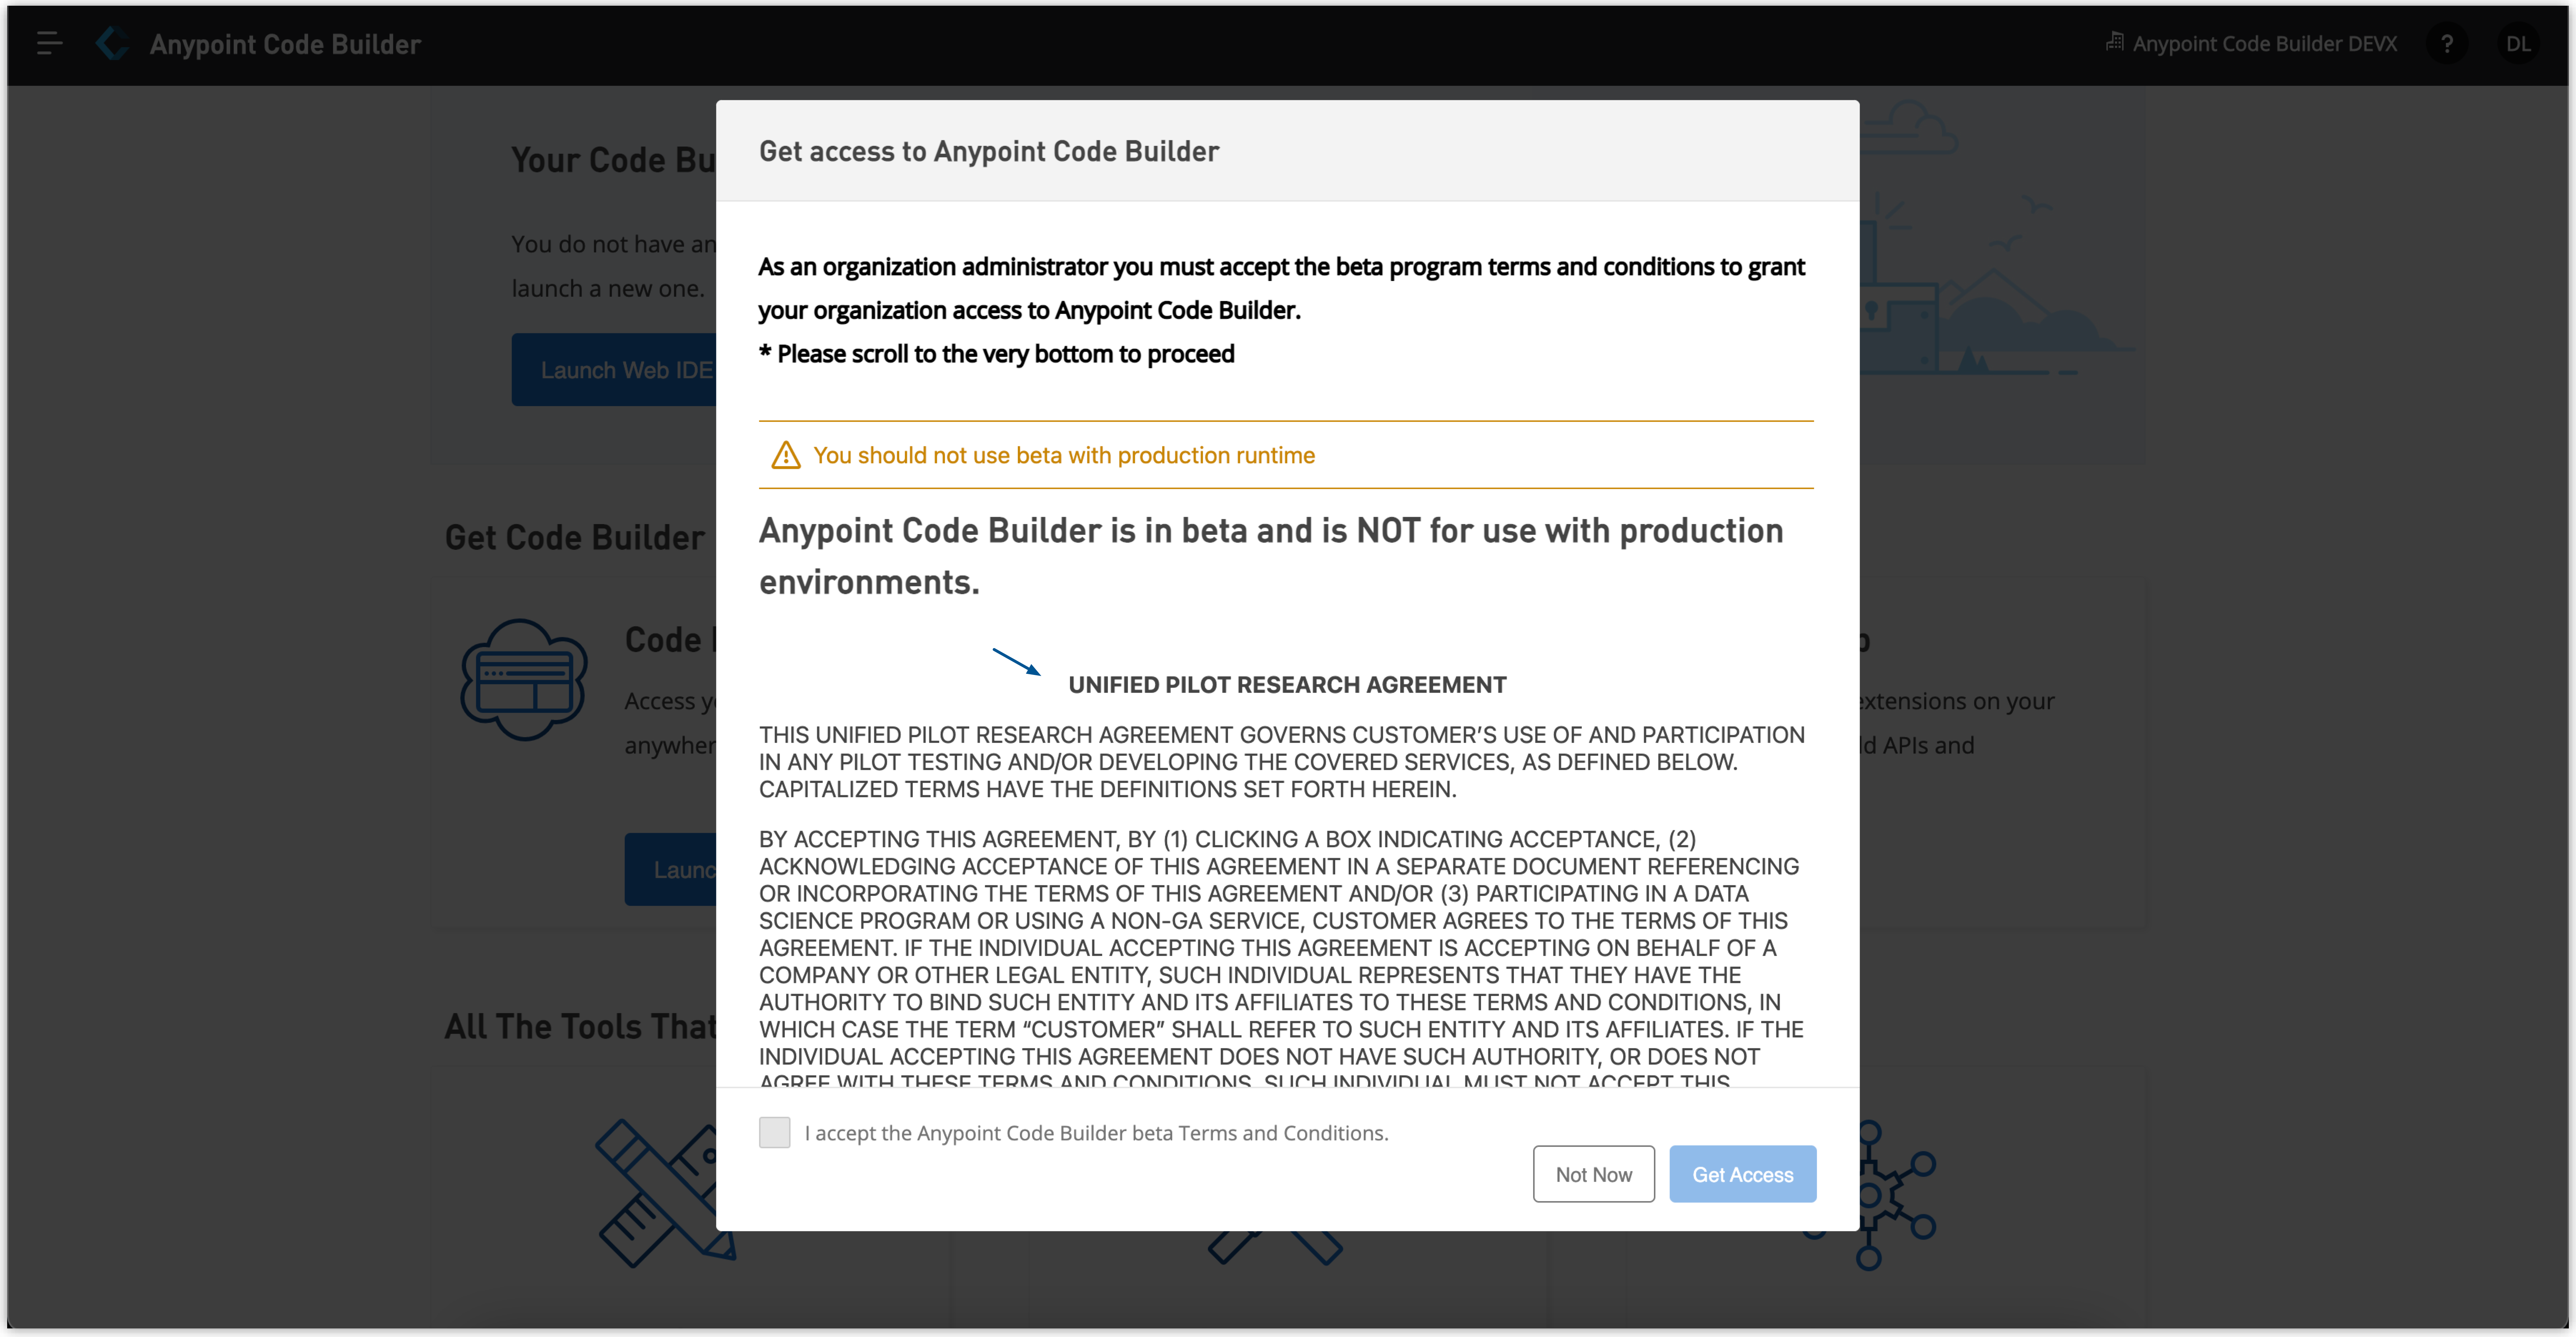 Anypoint Code Builder
Anypoint Code Builder DEVX
?
DL
Your Code Bu
You do not have an
launch a new one.
Launch Web IDE
Get access to Anypoint Code Builder
As an organization administrator you must accept the beta program terms and conditions to grant
your organization access to Anypoint Code Builder.
* Please scroll to the very bottom to proceed
You should not use beta with production runtime
Anypoint Code Builder is in beta and is NOT for use with production
environments.
UNIFIED PILOT RESEARCH AGREEMENT
THIS UNIFIED PILOT RESEARCH AGREEMENT GOVERNS CUSTOMER’S USE OF AND PARTICIPATION
IN ANY PILOT TESTING AND/OR DEVELOPING THE COVERED SERVICES, AS DEFINED BELOW.
CAPITALIZED TERMS HAVE THE DEFINITIONS SET FORTH HEREIN.
BY ACCEPTING THIS AGREEMENT, BY (1) CLICKING A BOX INDICATING ACCEPTANCE, (2)
ACKNOWLEDGING ACCEPTANCE OF THIS AGREEMENT IN A SEPARATE DOCUMENT REFERENCING
OR INCORPORATING THE TERMS OF THIS AGREEMENT AND/OR (3) PARTICIPATING IN A DATA
SCIENCE PROGRAM OR USING A NON-GA SERVICE, CUSTOMER AGREES TO THE TERMS OF THIS
AGREEMENT. IF THE INDIVIDUAL ACCEPTING THIS AGREEMENT IS ACCEPTING ON BEHALF OF A
COMPANY OR OTHER LEGAL ENTITY, SUCH INDIVIDUAL REPRESENTS THAT THEY HAVE THE
AUTHORITY TO BIND SUCH ENTITY AND ITS AFFILIATES TO THESE TERMS AND CONDITIONS, IN
WHICH CASE THE TERM “CUSTOMER” SHALL REFER TO SUCH ENTITY AND ITS AFFILIATES. IF THE
INDIVIDUAL ACCEPTING THIS AGREEMENT DOES NOT HAVE SUCH AUTHORITY, OR DOES NOT
AGREE WITH THESE TERMS AND CONDITIONS, SUCH INDIVIDUAL MUST NOT ACCEPT THIS
I accept the Anypoint Code Builder beta Terms and Conditions.
Not Now
Get Access
Get Code Builder
Code
Access y
anywher
Launc
extensions on your
d APIs and
All The Tools That